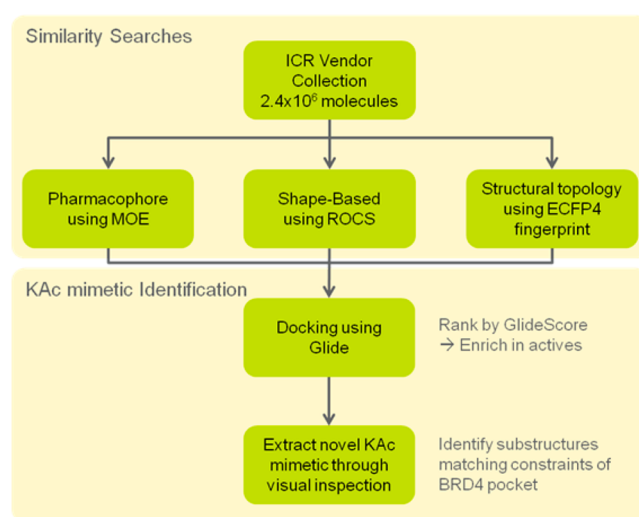 Similarity Searches
ICR Vendor
Collection
2.4x10⁶ molecules
Pharmacophore
using MOE
Shape-Based
using ROCS
Structural topology
using ECFP4
fingerprint
KAc mimetic Identification
Docking using
Glide
Rank by GlideScore
→ Enrich in actives
Extract novel KAc
mimetic through
visual inspection
Identify substructures
matching constraints of
BRD4 pocket